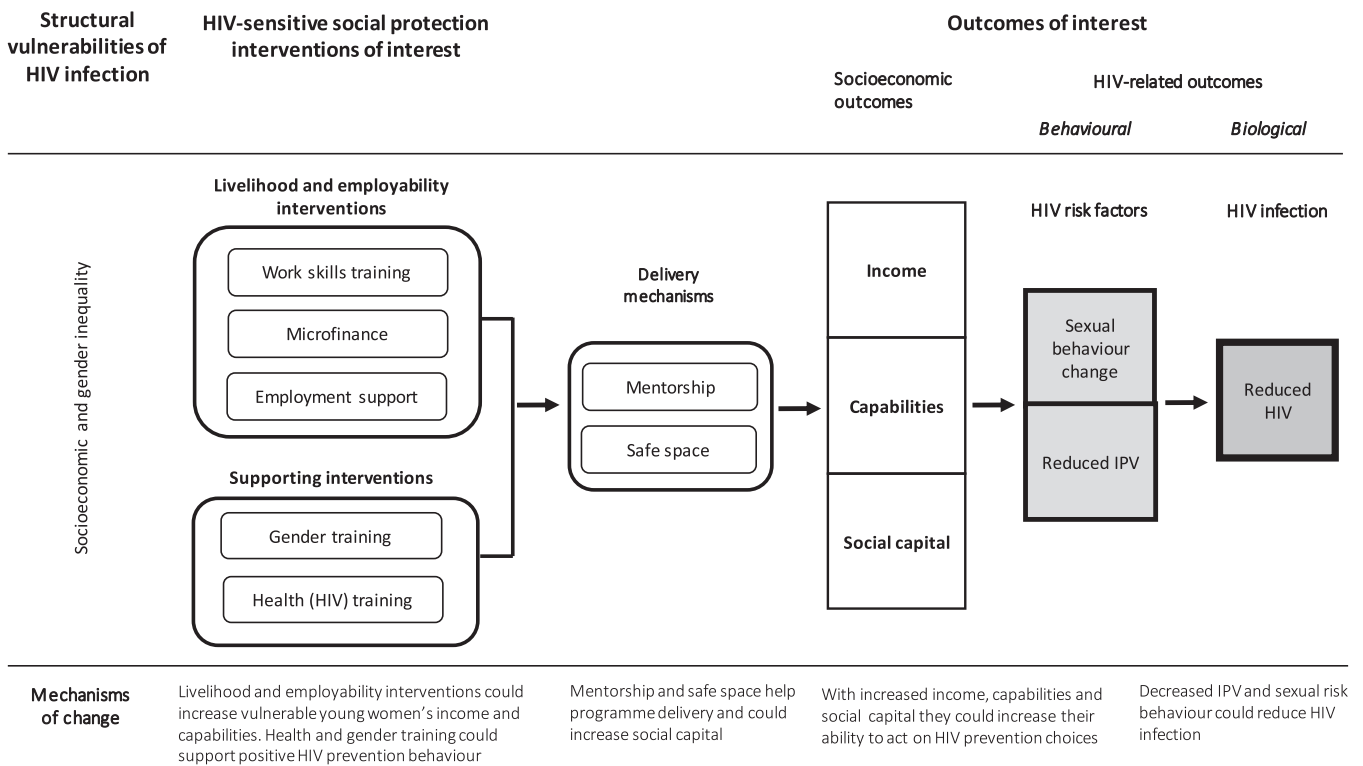 Structural
vulnerabilities of
HIV infection
HIV-sensitive social protection
interventions of interest
Outcomes of interest
Socioeconomic
outcomes
HIV-related outcomes
Behavioural
Biological
Socioeconomic and gender inequality
Livelihood and employability
interventions
Work skills training
Microfinance
Employment support
Supporting interventions
Gender training
Health (HIV) training
Delivery
mechanisms
Mentorship
Safe space
Income
Capabilities
Social capital
HIV risk factors
Sexual
behaviour
change
Reduced IPV
HIV infection
Reduced
HIV
Mechanisms
of change
Livelihood and employability interventions could
increase vulnerable young women’s income and
capabilities. Health and gender training could
support positive HIV prevention behaviour
Mentorship and safe space help
programme delivery and could
increase social capital
With increased income, capabilities and
social capital they could increase their
ability to act on HIV prevention choices
Decreased IPV and sexual risk
behaviour could reduce HIV
infection